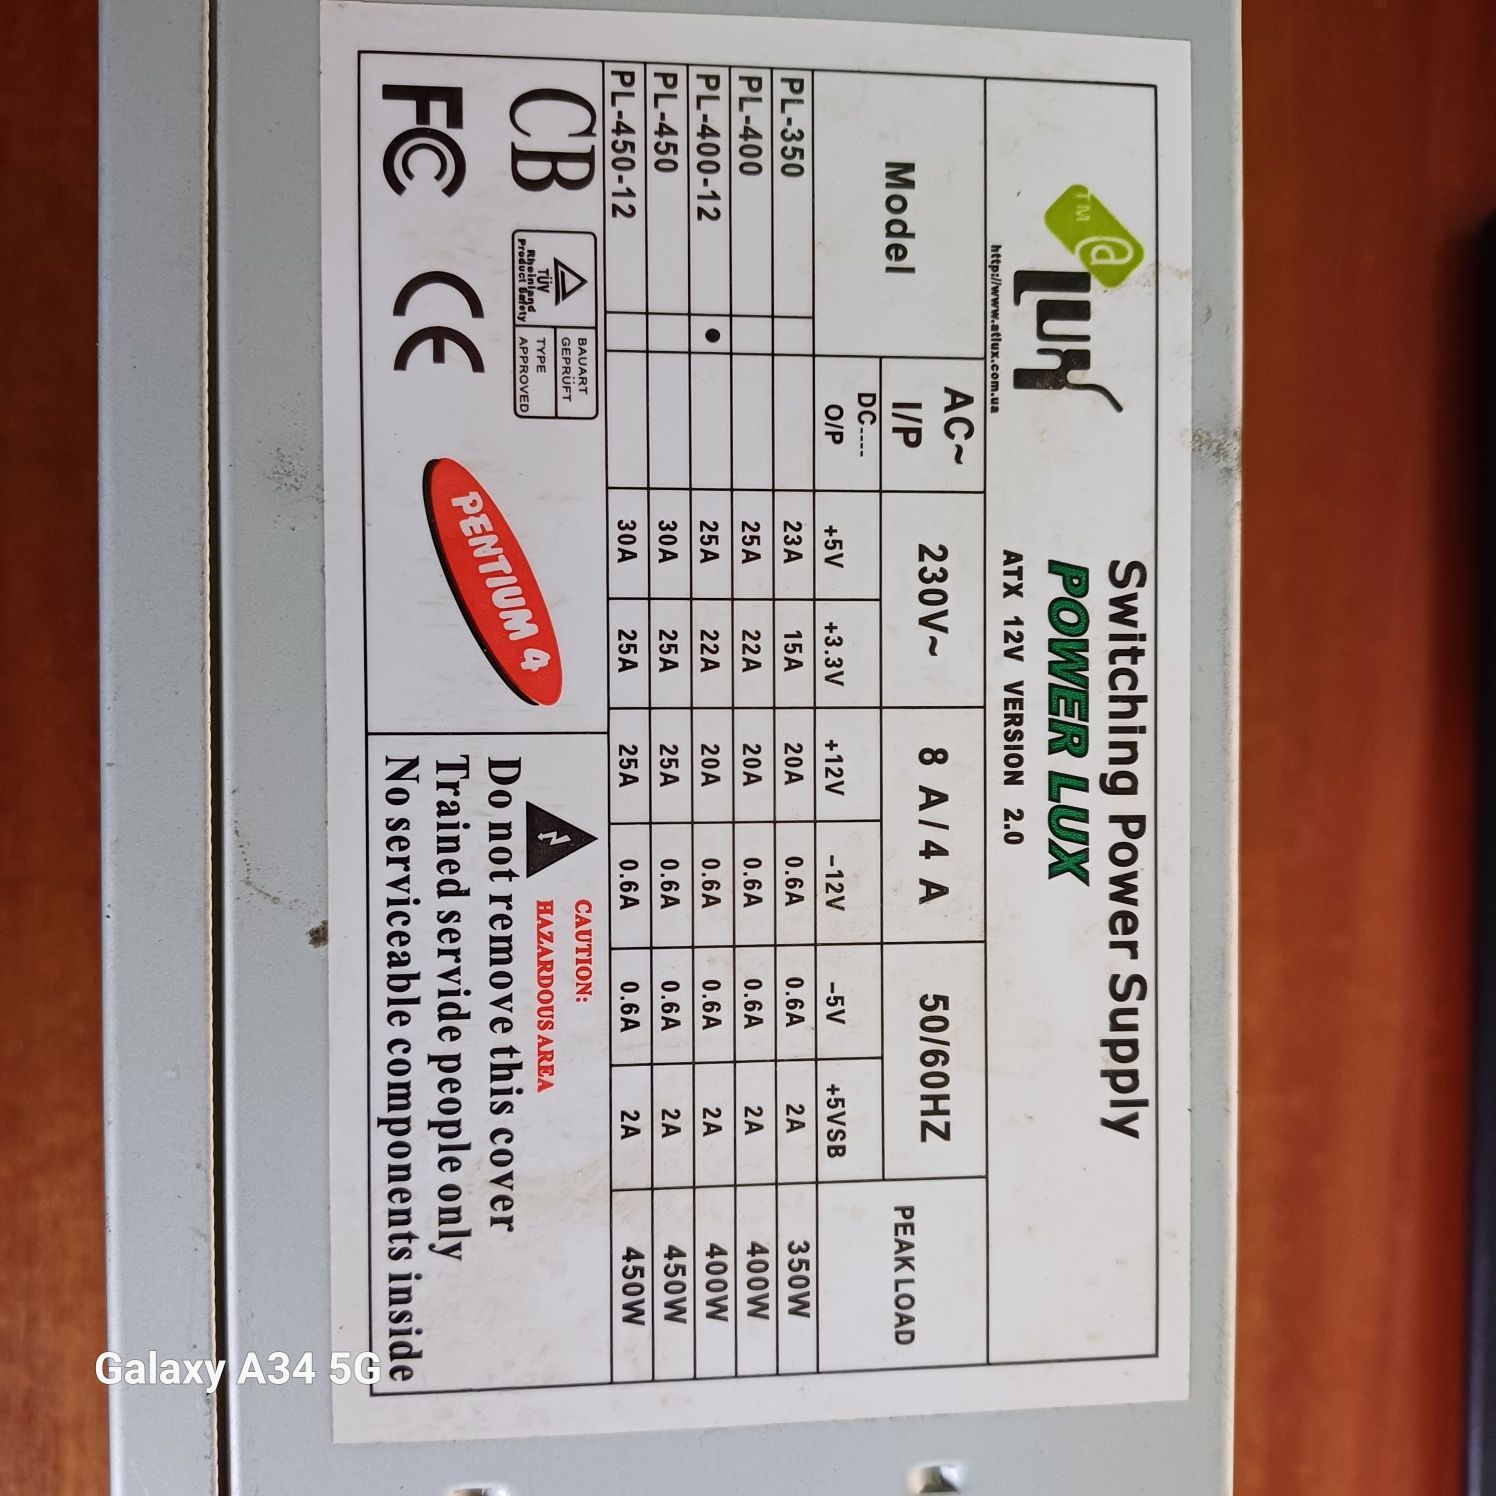 TM @ LUX
http://www.atlux.com.ua
Switching Power Supply
POWER LUX
ATX 12V VERSION 2.0
Model AC~ I/P 230V~ 8 A/4 A 50/60HZ PEAK LOAD
DC---- O/P +5V +3.3V +12V -12V -5V +5VSB
PL-350 23A 15A 20A 0.6A 0.6A 2A 350W
PL-400 25A 22A 20A 0.6A 0.6A 2A 400W
PL-400-12 ● 25A 22A 20A 0.6A 0.6A 2A 400W
PL-450 30A 25A 25A 0.6A 0.6A 2A 450W
PL-450-12 30A 25A 25A 0.6A 0.6A 2A 450W
CB
TÜV
Rheinland
Product Safety
BAUART
GEPRÜFT
TYPE
APPROVED
FC CE
PENTIUM 4
CAUTION:
HAZARDOUS AREA
Do not remove this cover
Trained servide people only
No serviceable components inside
Galaxy A34 5G